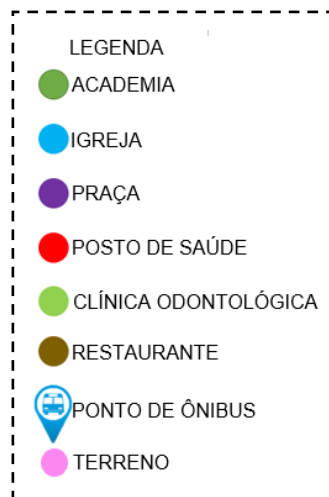 LEGENDA
ACADEMIA
IGREJA
PRAÇA
POSTO DE SAÚDE
CLÍNICA ODONTOLÓGICA
RESTAURANTE
PONTO DE ÔNIBUS
TERRENO